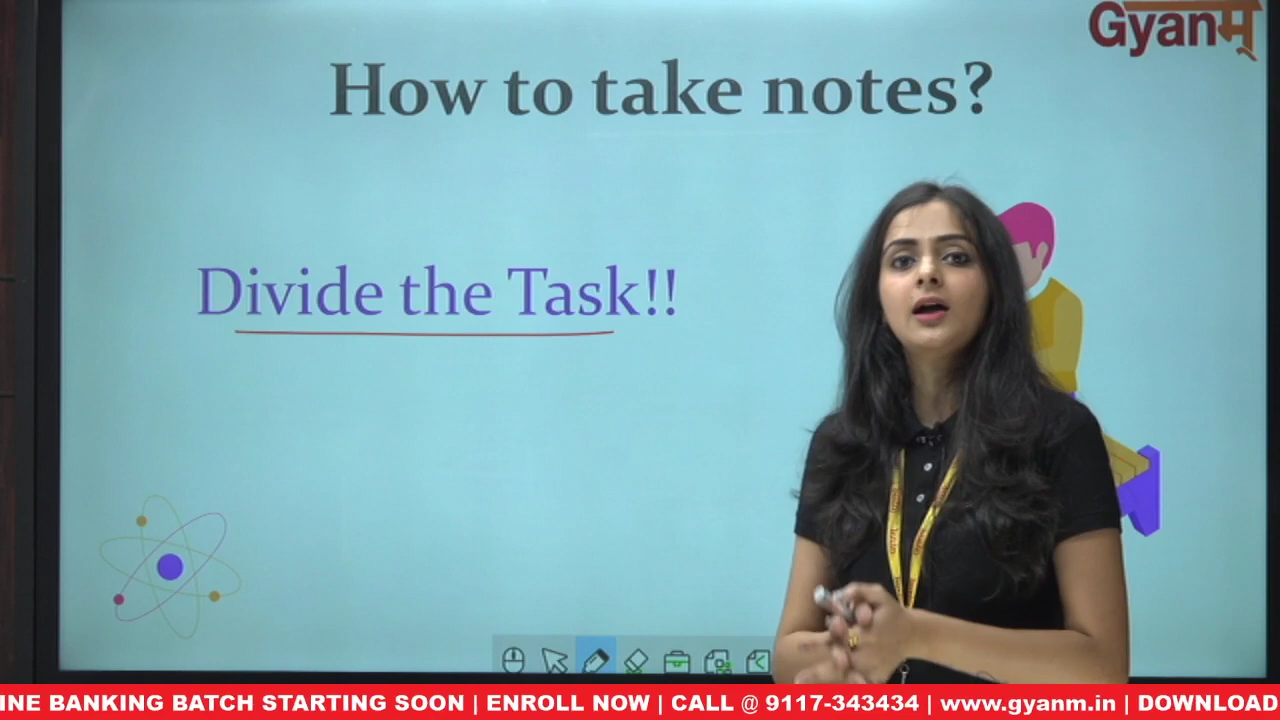 Gyanम्
How to take notes?
Divide the Task!!
INE BANKING BATCH STARTING SOON | ENROLL NOW | CALL @ 9117-343434 | www.gyanm.in | DOWNLOAD